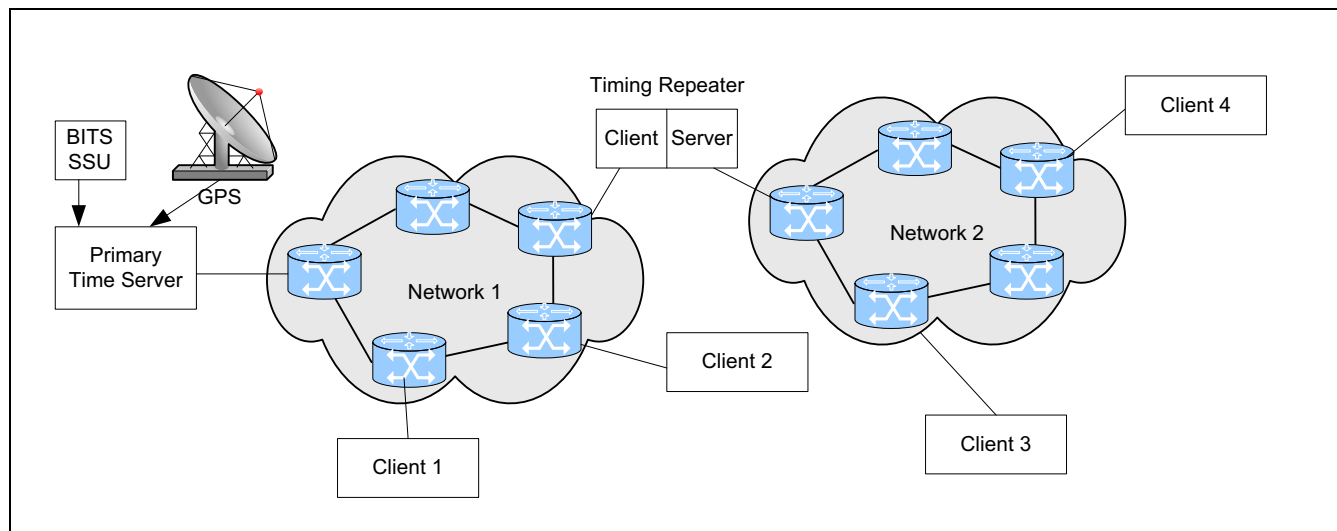 Timing Repeater
Client Server
Client 4
BITS
SSU
GPS
Primary
Time Server
Network 1
Network 2
Client 2
Client 3
Client 1